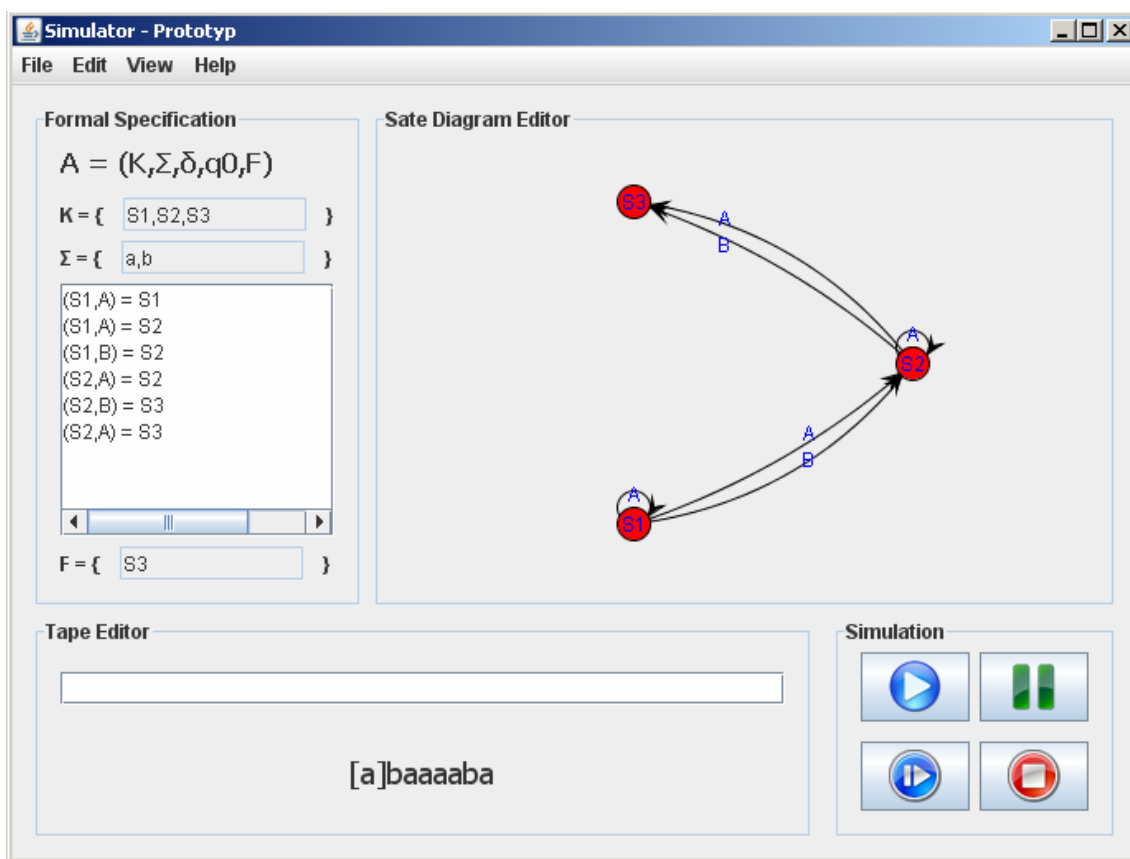 Simulator - Prototyp
File Edit View Help
Formal Specification
A = (K,Σ,δ,q0,F)
K = { S1,S2,S3 }
Σ = { a,b }
(S1,A) = S1
(S1,A) = S2
(S1,B) = S2
(S2,A) = S2
(S2,B) = S3
(S2,A) = S3
F = { S3 }
Sate Diagram Editor
S3
A
B
A
S2
A
B
A
S1
Tape Editor
[a]baaaaba
Simulation